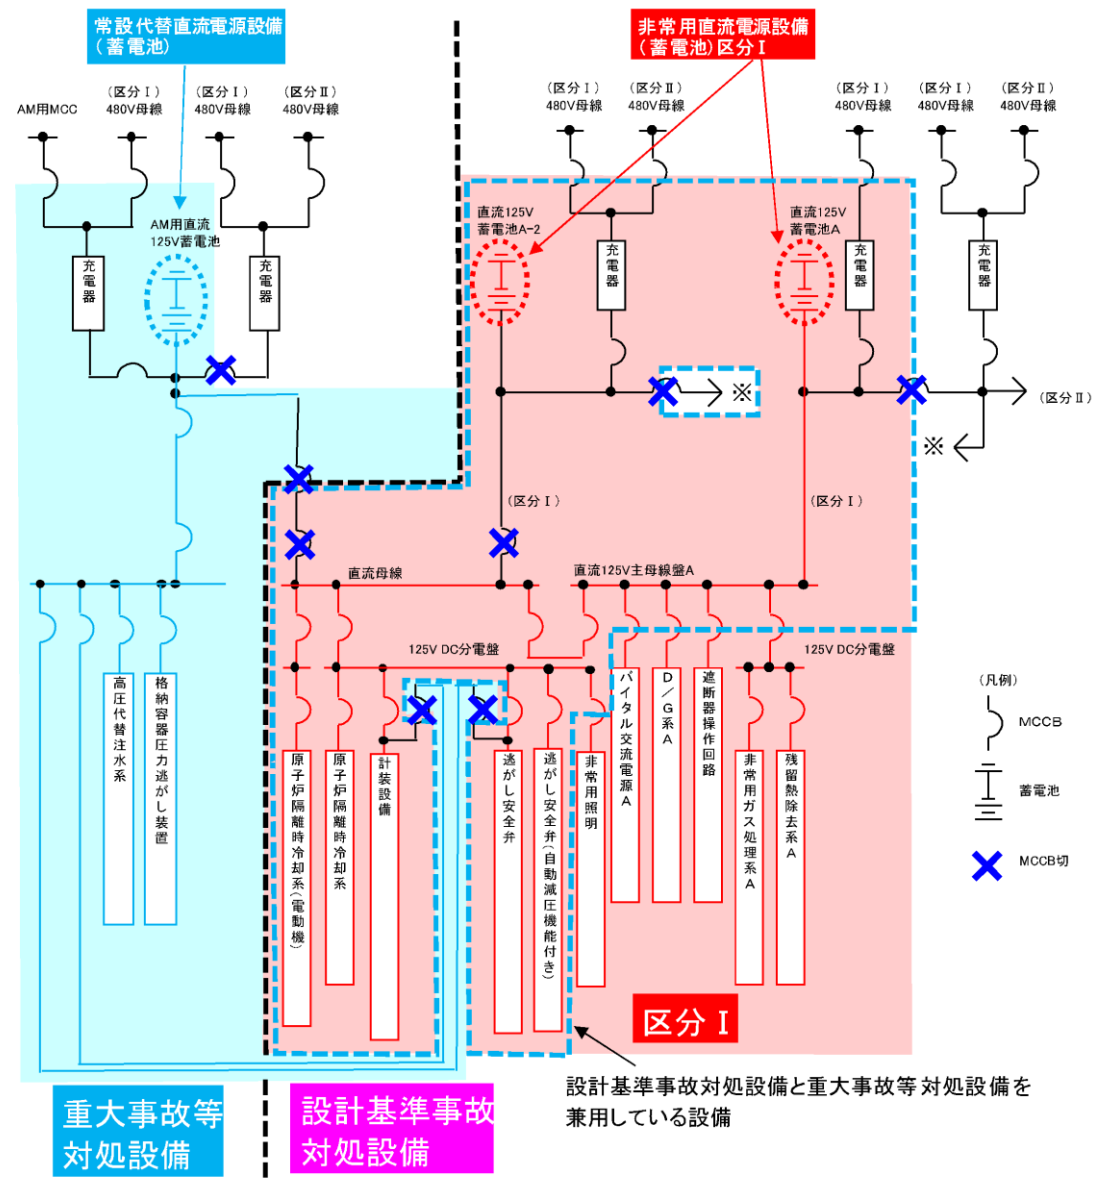 常設代替直流電源設備
(蓄電池)
非常用直流電源設備
(蓄電池)区分Ⅰ
AM用MCC
(区分Ⅰ)
480V母線
(区分Ⅰ)
480V母線
(区分Ⅱ)
480V母線
(区分Ⅰ)
480V母線
(区分Ⅱ)
480V母線
(区分Ⅰ)
480V母線
(区分Ⅰ)
480V母線
(区分Ⅱ)
480V母線
AM用直流
125V蓄電池
直流125V
蓄電池A-2
直流125V
蓄電池A
充電器
充電器
充電器
充電器
充電器
※
(区分Ⅱ)
※
(区分Ⅰ)
(区分Ⅰ)
直流母線
直流125V主母線盤A
125V DC分電盤
125V DC分電盤
高圧代替注水系
格納容器圧力逃がし装置
原子炉隔離時冷却系(電動機)
原子炉隔離時冷却系
計装設備
逃がし安全弁
逃がし安全弁(自動減圧機能付き)
非常用照明
バイタル交流電源A
D/G系A
遮断器操作回路
非常用ガス処理系A
残留熱除去系A
(凡例)
MCCB
蓄電池
MCCB切
区分Ⅰ
設計基準事故対処設備と重大事故等対処設備を
兼用している設備
重大事故等
対処設備
設計基準事故
対処設備